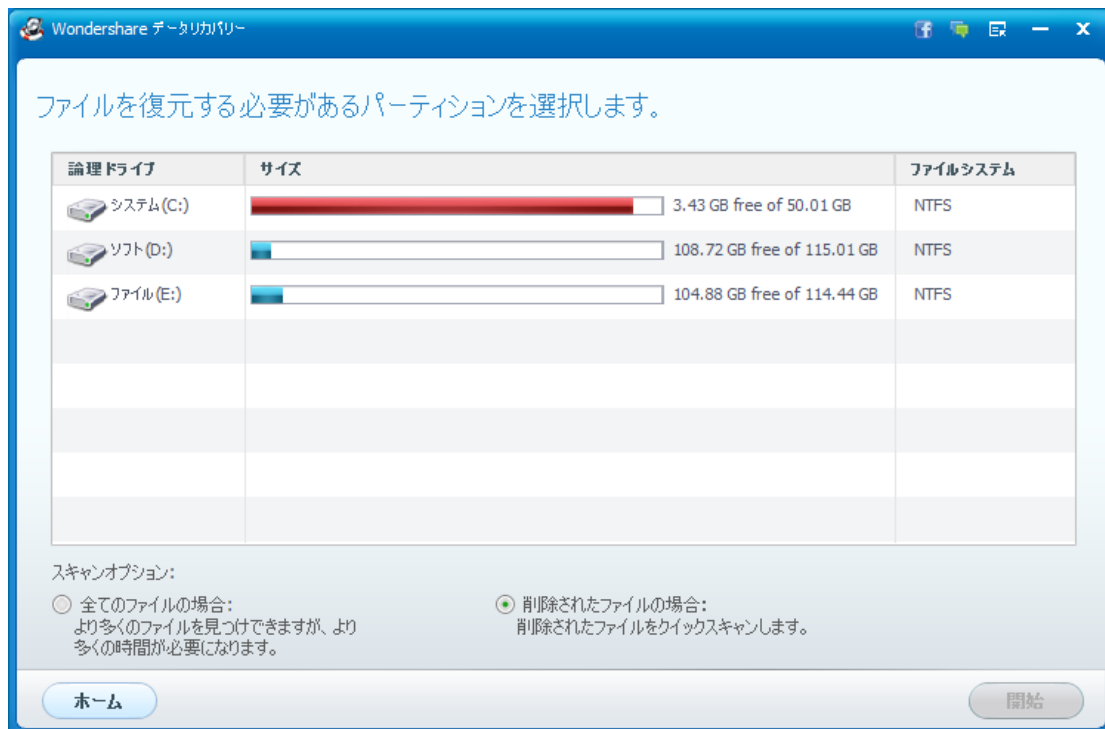 Wondershare データリカバリー
ファイルを復元する必要があるパーティションを選択します。
論理ドライブ サイズ ファイルシステム
システム(C:) 3.43 GB free of 50.01 GB NTFS
ソフト(D:) 108.72 GB free of 115.01 GB NTFS
ファイル(E:) 104.88 GB free of 114.44 GB NTFS
スキャンオプション:
全てのファイルの場合: 削除されたファイルの場合:
より多くのファイルを見つけできますが、より 削除されたファイルをクイックスキャンします。
多くの時間が必要になります。
ホーム 開始